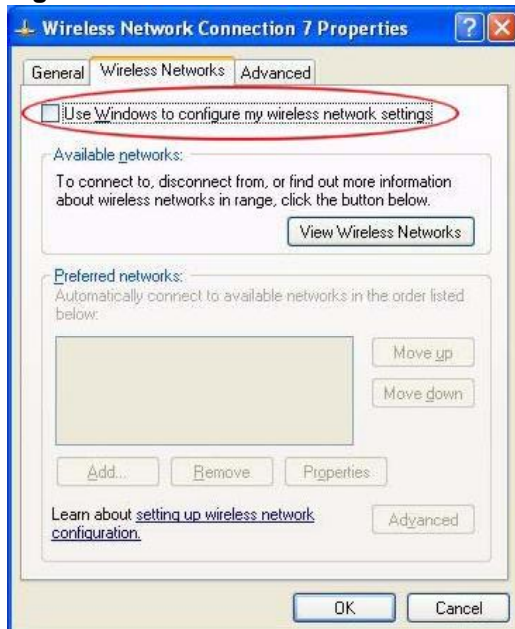 Wireless Network Connection 7 Properties
General Wireless Networks Advanced
Use Windows to configure my wireless network settings
Available networks:
To connect to, disconnect from, or find out more information
about wireless networks in range, click the button below.
View Wireless Networks
Preferred networks:
Automatically connect to available networks in the order listed
below:
Move up
Move down
Add... Remove Properties
Learn about setting up wireless network
configuration.
Advanced
OK Cancel